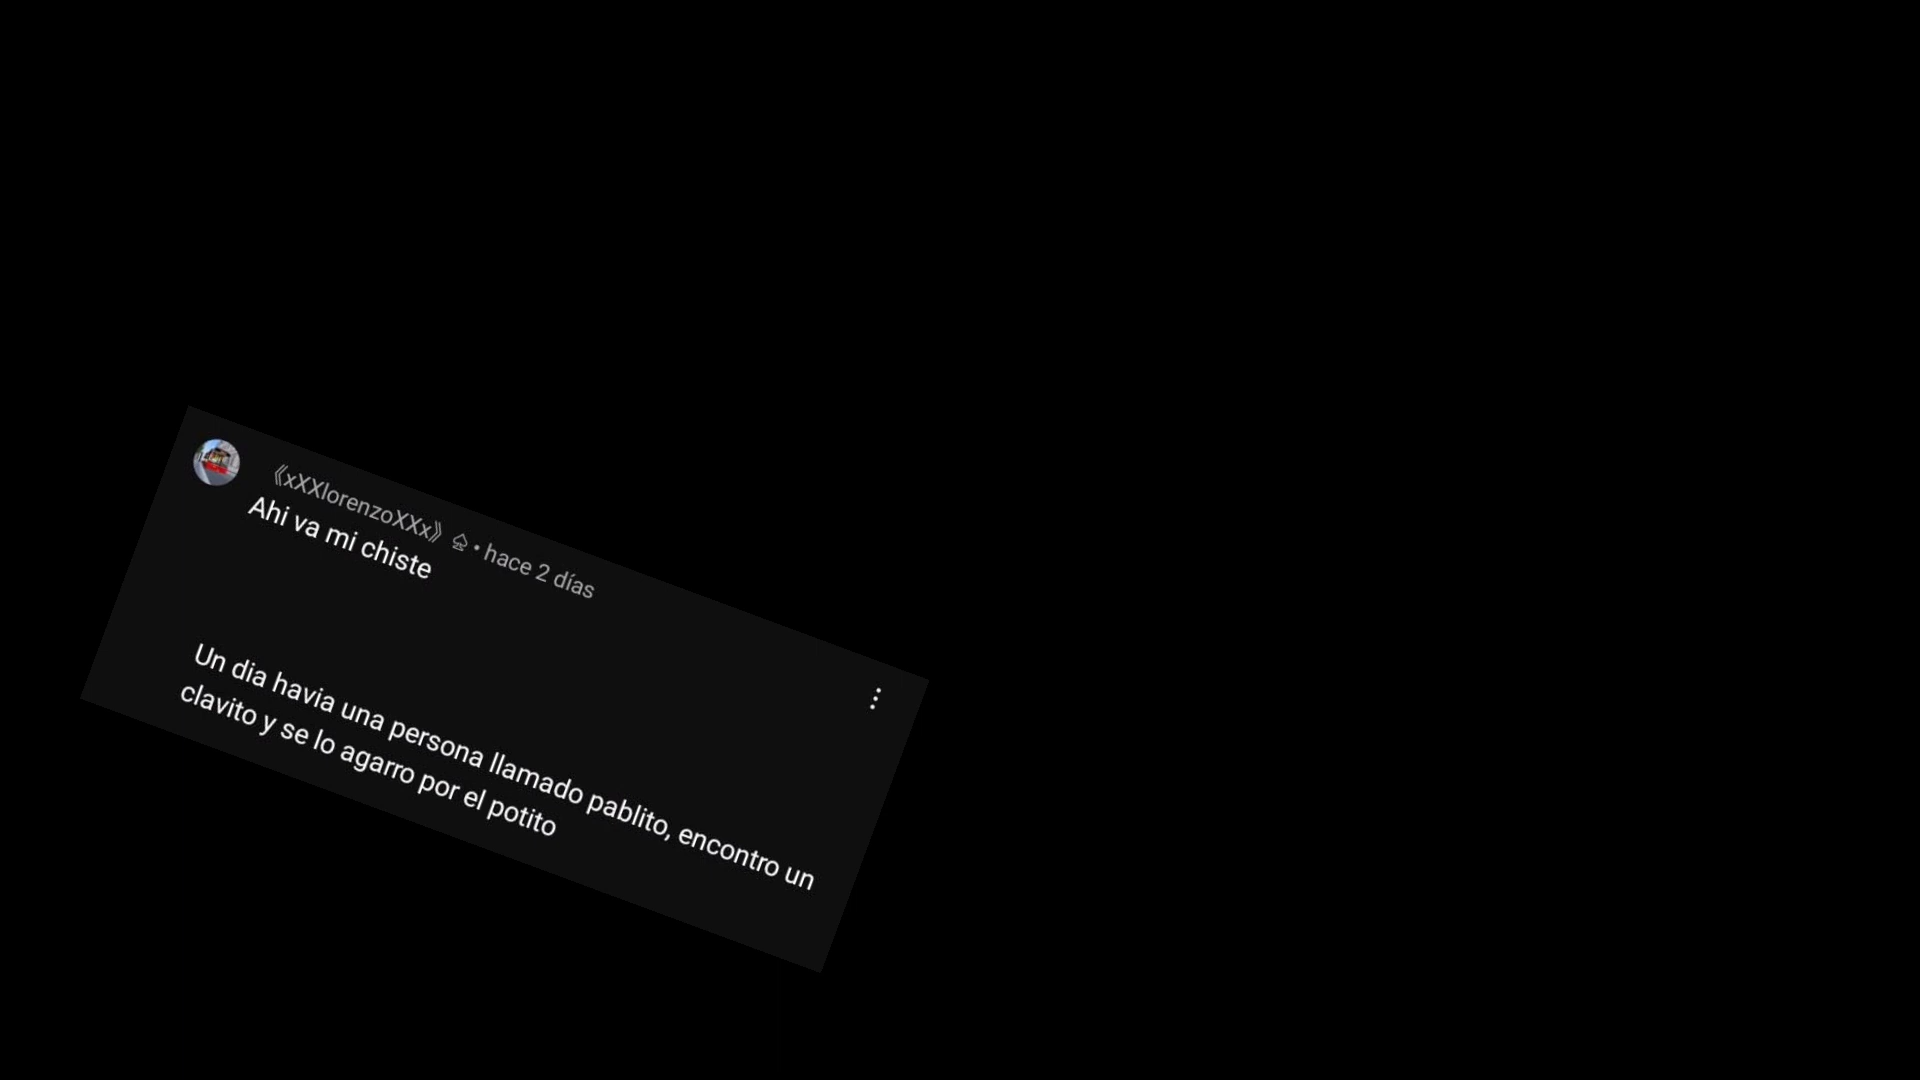 《xXXlorenzoXXx》 ♤ • hace 2 días
Ahi va mi chiste
Un dia havia una persona llamado pablito, encontro un
clavito y se lo agarro por el potito